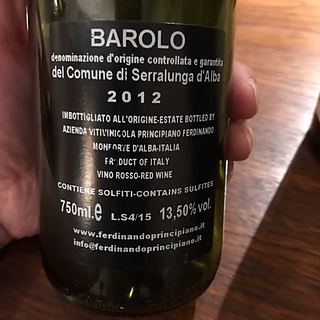 BAROLO
denominazione d'origine controllata e garantita
del Comune di Serralunga d'Alba
2012
IMBOTTIGLIATO ALL'ORIGINE-ESTATE BOTTLED BY
AZIENDA VITIVINICOLA PRINCIPIANO FERDINANDO
MONFORTE D'ALBA-ITALIA
PRODUCT OF ITALY
VINO ROSSO-RED WINE
CONTIENE SOLFITI-CONTAINS SULFITES
750ml.e L.S4/15 13,50%vol.
www.ferdinandoprincipiano.it
info@ferdinandoprincipiano.it